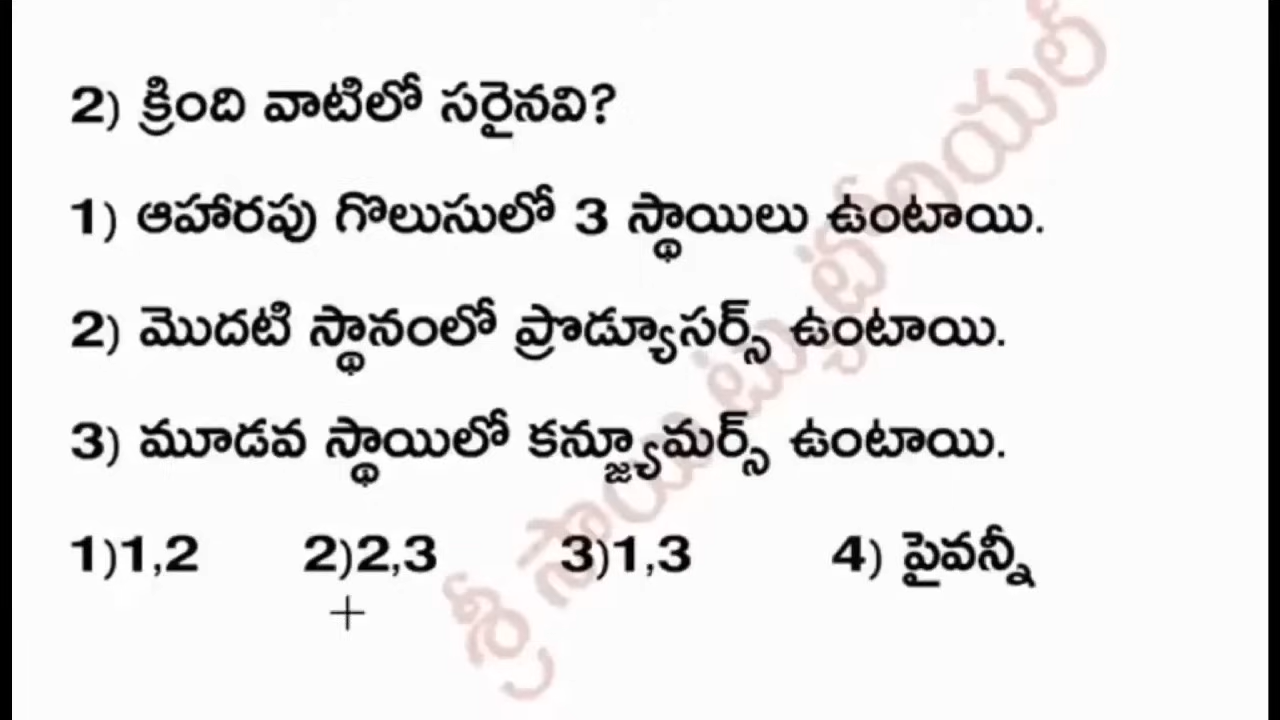 2) క్రింది వాటిలో సరైనవి?
1) ఆహారపు గొలుసులో 3 స్థాయిలు ఉంటాయి.
2) మొదటి స్థానంలో ప్రొడ్యూసర్స్ ఉంటాయి.
3) మూడవ స్థాయిలో కన్జ్యూమర్స్ ఉంటాయి.
1)1,2 2)2,3 3)1,3 4) పైవన్నీ
శ్రీ సాయి ట్యుటోరియల్